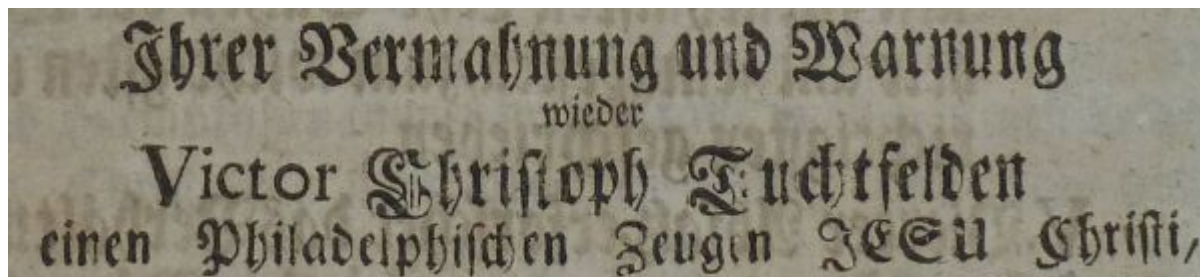 Ihrer Vermahnung und Warnung
wieder
Victor Christoph Tuchtfelden
einen Philadelphischen Zeugen JESU Christi,